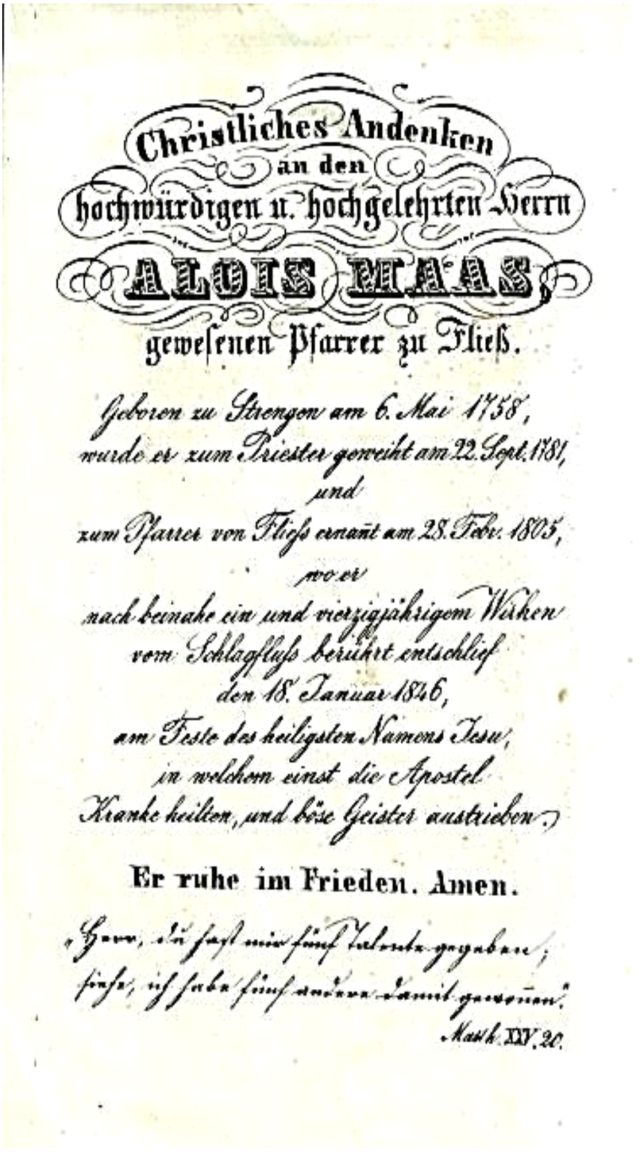 Christliches Andenken
an den
hochwürdigen u. hochgelehrten Herrn
ALOIS MAAS,
gewesenen Pfarrer zu Fließ.
Geboren zu Strengen am 6. Mai 1758,
wurde er zum Priester geweiht am 22. Sept. 1781,
und
zum Pfarrer von Fliess ernan̄t am 28. Febr. 1805,
wo er
nach beinahe ein und vierzigjährigem Wirken
vom Schlagfluss berührt entschlief
den 18. Januar 1846,
am Feste des heiligsten Namens Jesu,
in welchem einst die Apostel
Kranke heilten, und böse Geister austrieben.
Er ruhe im Frieden. Amen.
„Herr, du hast mir fünf Talente gegeben;
siehe, ich habe fünf andere damit gewon̄en“.
Matth. XXV. 20.